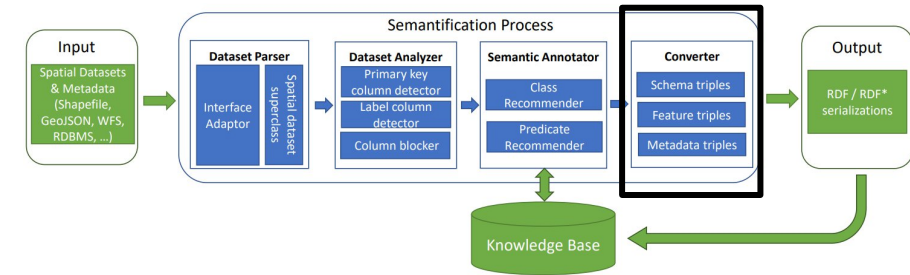 Semantification Process
Input
Spatial Datasets
& Metadata
(Shapefile,
GeoJSON, WFS,
RDBMS, ...)
Dataset Parser
Interface
Adaptor
Spatial dataset
superclass
Dataset Analyzer
Primary key
column detector
Label column
detector
Column blocker
Semantic Annotator
Class
Recommender
Predicate
Recommender
Converter
Schema triples
Feature triples
Metadata triples
Output
RDF / RDF*
serializations
Knowledge Base